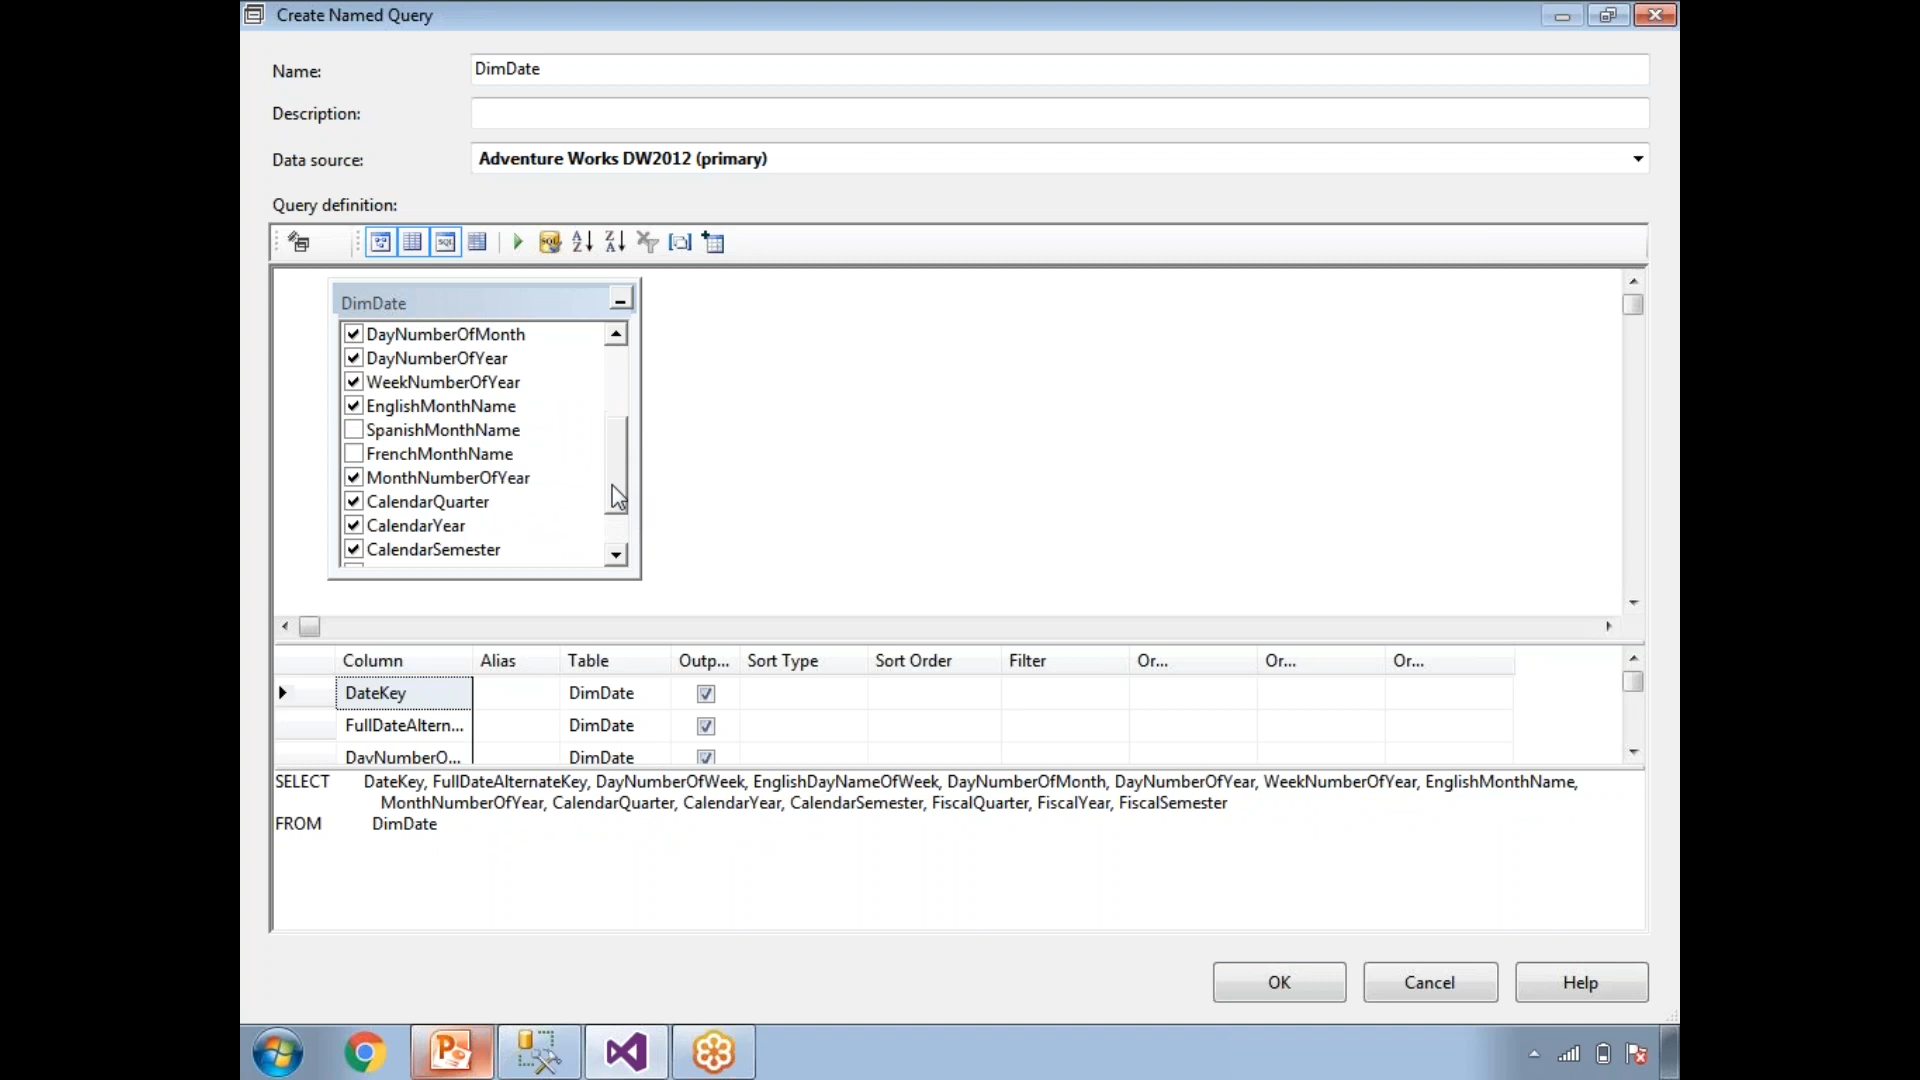 Create Named Query
Name:
DimDate
Description:
Data source:
Adventure Works DW2012 (primary)
Query definition:
DimDate
DayNumberOfMonth
DayNumberOfYear
WeekNumberOfYear
EnglishMonthName
SpanishMonthName
FrenchMonthName
MonthNumberOfYear
CalendarQuarter
CalendarYear
CalendarSemester
Column Alias Table Outp... Sort Type Sort Order Filter Or... Or... Or...
DateKey DimDate
FullDateAltern... DimDate
DayNumberO... DimDate
SELECT DateKey, FullDateAlternateKey, DayNumberOfWeek, EnglishDayNameOfWeek, DayNumberOfMonth, DayNumberOfYear, WeekNumberOfYear, EnglishMonthName,
MonthNumberOfYear, CalendarQuarter, CalendarYear, CalendarSemester, FiscalQuarter, FiscalYear, FiscalSemester
FROM DimDate
OK Cancel Help